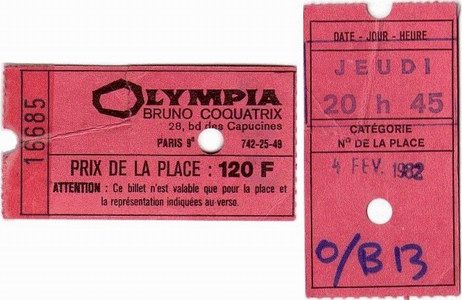 16685
OLYMPIA
BRUNO COQUATRIX
28, bd des Capucines
PARIS 9e 742-25-49
PRIX DE LA PLACE : 120 F
ATTENTION : Ce billet n'est valable que pour la place et
la représentation indiquées au verso.
DATE - JOUR - HEURE
JEUDI
20 h 45
CATÉGORIE
No DE LA PLACE
4 FEV. 1982
O/B 13